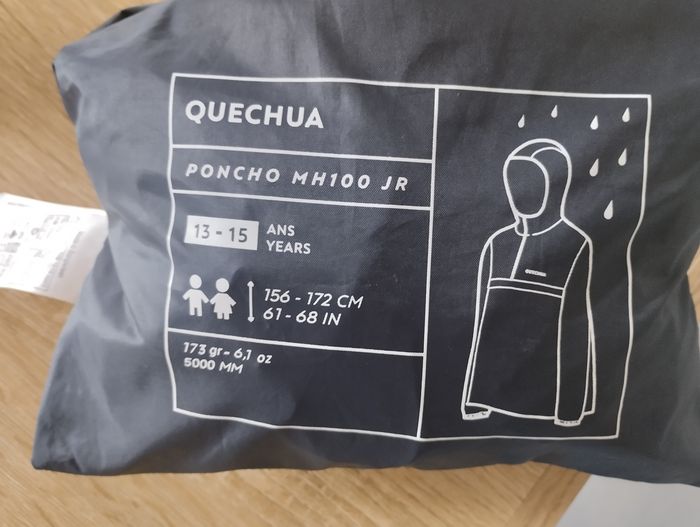 QUECHUA
PONCHO MH100 JR
13 - 15 ANS
YEARS
156 - 172 CM
61 - 68 IN
173 gr - 6,1 oz
5000 MM
QUECHUA